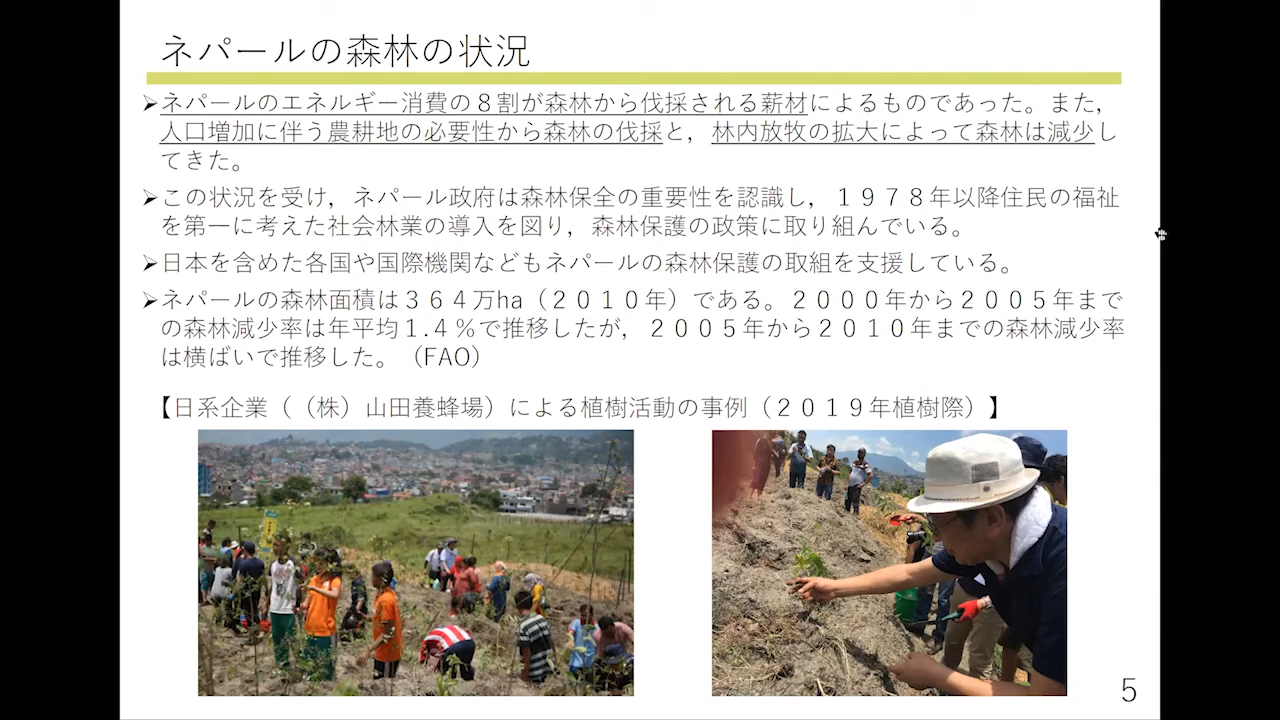 ネパールの森林の状況
➢ネパールのエネルギー消費の８割が森林から伐採される薪材によるものであった。また，
人口増加に伴う農耕地の必要性から森林の伐採と，林内放牧の拡大によって森林は減少し
てきた。
➢この状況を受け，ネパール政府は森林保全の重要性を認識し，１９７８年以降住民の福祉
を第一に考えた社会林業の導入を図り，森林保護の政策に取り組んでいる。
➢日本を含めた各国や国際機関などもネパールの森林保護の取組を支援している。
➢ネパールの森林面積は３６４万ha（２０１０年）である。２０００年から２００５年まで
の森林減少率は年平均１.４％で推移したが，２００５年から２０１０年までの森林減少率
は横ばいで推移した。（FAO）
【日系企業（（株）山田養蜂場）による植樹活動の事例（２０１９年植樹際）】
5